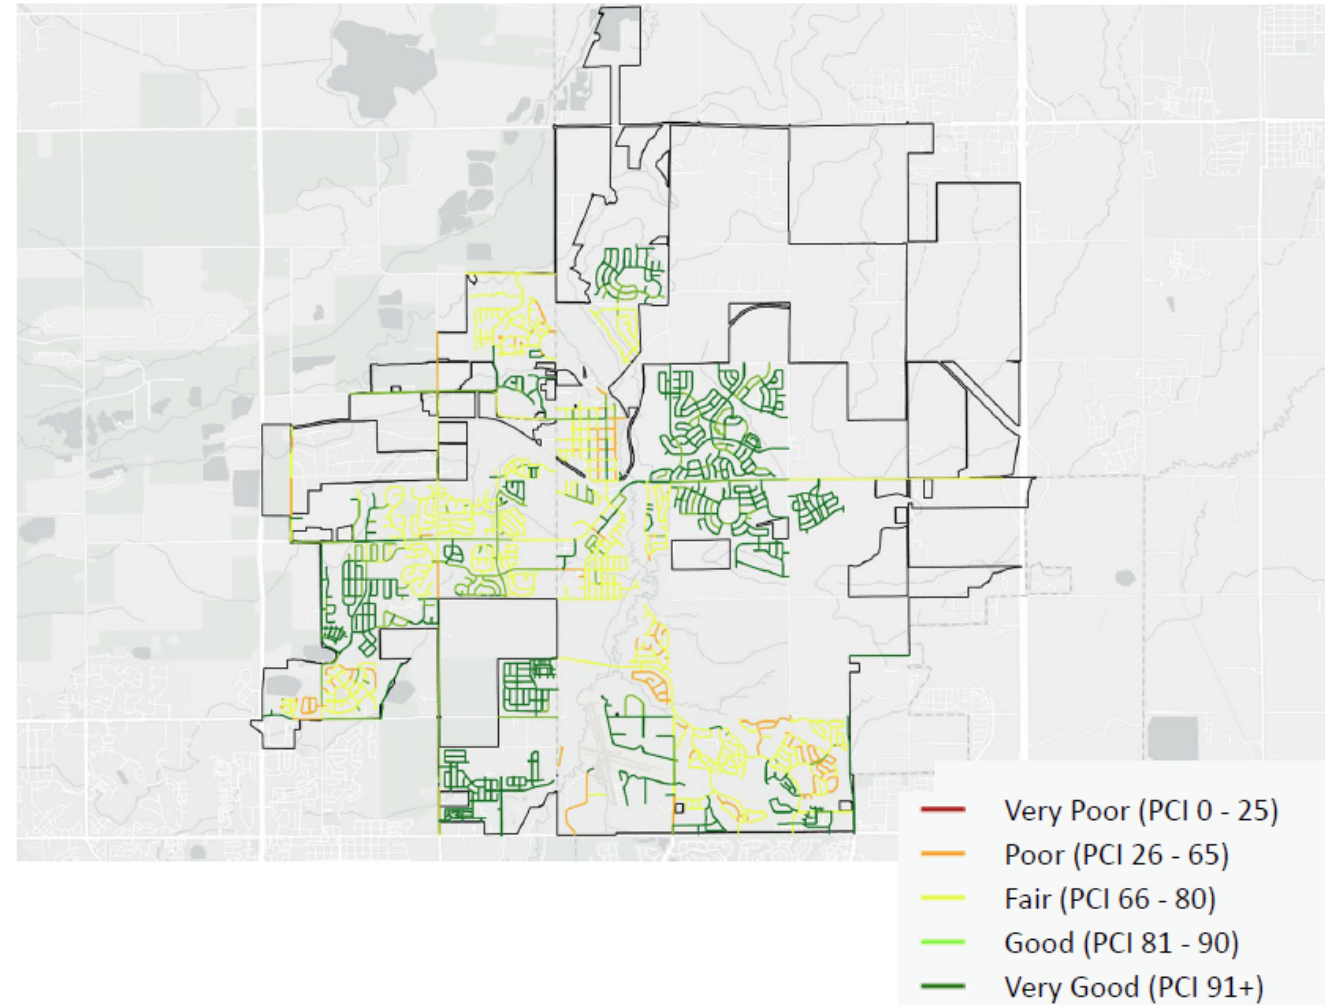 Very Poor (PCI 0 - 25)
Poor (PCI 26 - 65)
Fair (PCI 66 - 80)
Good (PCI 81 - 90)
Very Good (PCI 91+)